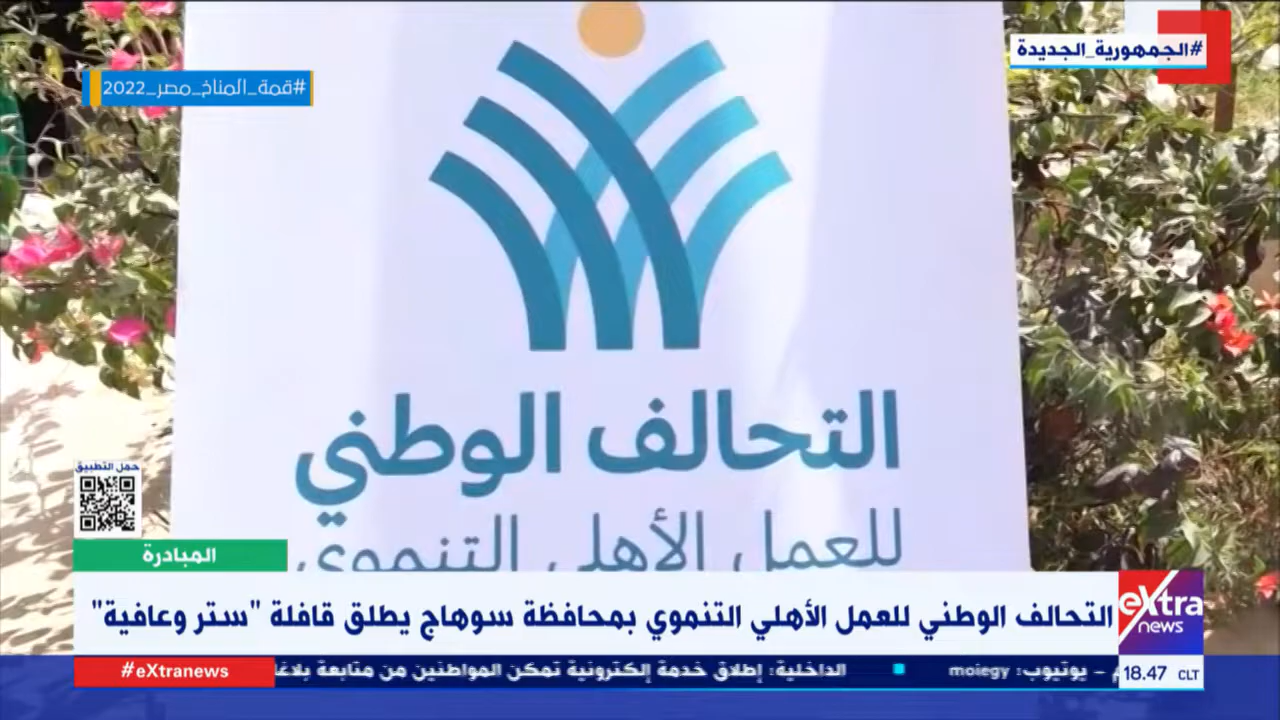 #الجمهورية_الجديدة
#قمة_المناخ_مصر_2022
التحالف الوطني
للعمل الأهلي التنموي
حمل التطبيق
المبادرة
التحالف الوطني للعمل الأهلي التنموي بمحافظة سوهاج يطلق قافلة "ستر وعافية"
eXtra
news
#eXtranews
م - يوتيوب: moiegy
الداخلية: إطلاق خدمة إلكترونية تمكن المواطنين من متابعة
18.47 CLT